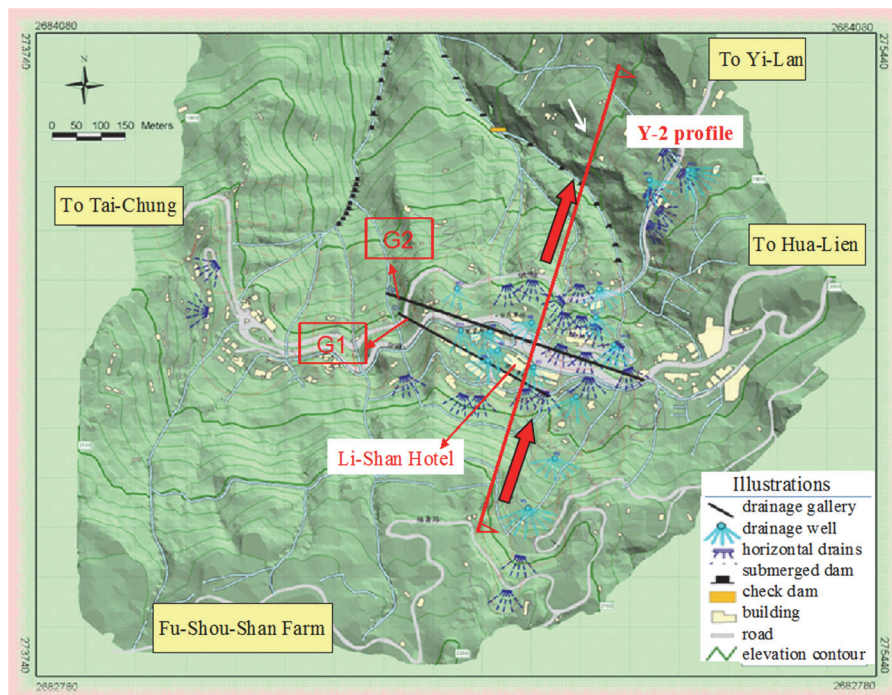 2684080
2684080
273740
275440
To Yi-Lan
N
0 50 100 150 Meters
Y-2 profile
To Tai-Chung
G2
To Hua-Lien
G1
Li-Shan Hotel
Illustrations
drainage gallery
drainage well
horizontal drains
submerged dam
check dam
building
road
elevation contour
Fu-Shou-Shan Farm
273740
275440
2682780
2682780